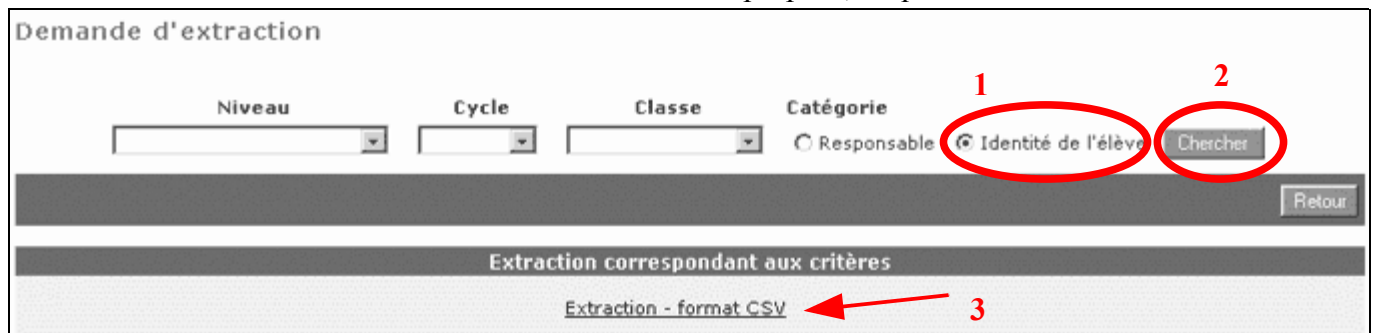 Demande d'extraction
1 2
Niveau Cycle Classe Catégorie
Responsable Identité de l'élève Chercher
Retour
Extraction correspondant aux critères
Extraction - format CSV 3